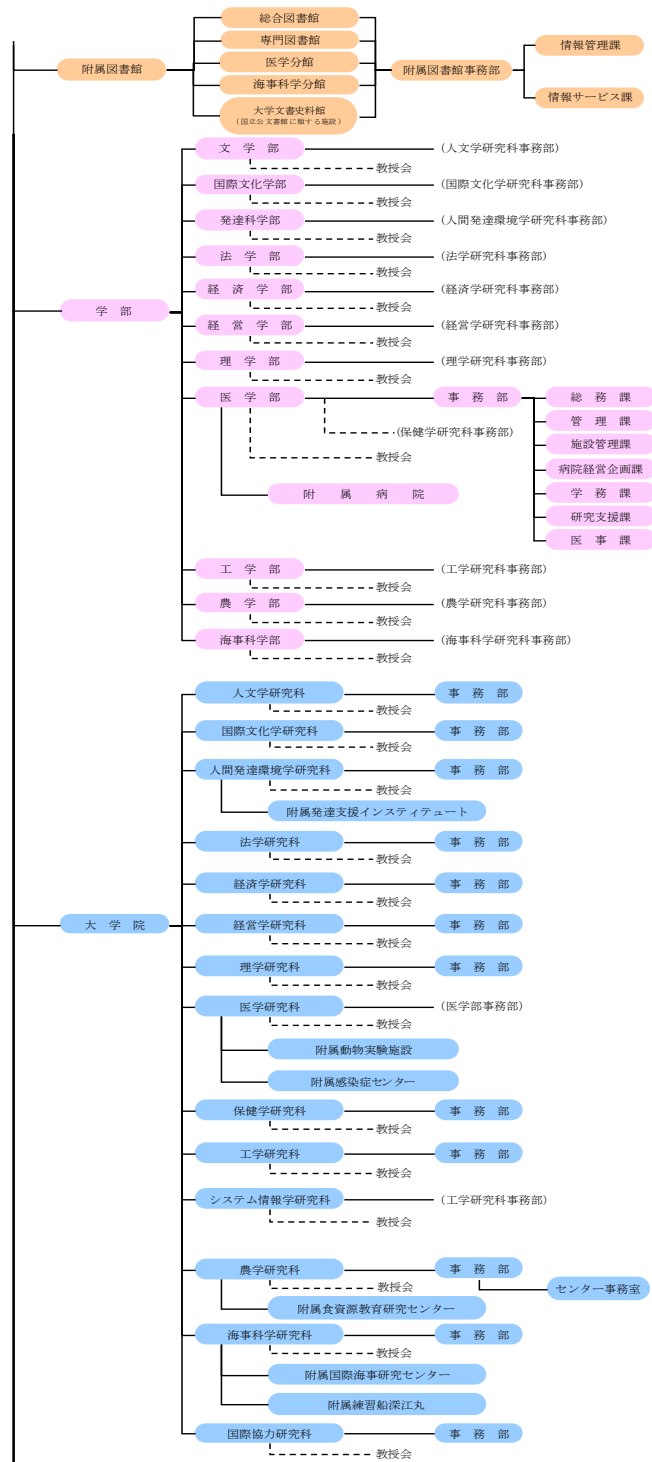 総合図書館
専門図書館
医学分館
海事科学分館
大学文書史料館
(国立公文書館に類する施設)
附属図書館
附属図書館事務部
情報管理課
情報サービス課
学 部
文 学 部
(人文学研究科事務部)
教授会
国際文化学部
(国際文化学研究科事務部)
教授会
発達科学部
(人間発達環境学研究科事務部)
教授会
法 学 部
(法学研究科事務部)
教授会
経 済 学 部
(経済学研究科事務部)
教授会
経 営 学 部
(経営学研究科事務部)
教授会
理 学 部
(理学研究科事務部)
教授会
医 学 部
事 務 部
総 務 課
管 理 課
施設管理課
病院経営企画課
学 務 課
研究支援課
医 事 課
(保健学研究科事務部)
教授会
附 属 病 院
工 学 部
(工学研究科事務部)
教授会
農 学 部
(農学研究科事務部)
教授会
海事科学部
(海事科学研究科事務部)
教授会
大 学 院
人文学研究科
事 務 部
教授会
国際文化学研究科
事 務 部
教授会
人間発達環境学研究科
事 務 部
教授会
附属発達支援インスティテュート
法学研究科
事 務 部
教授会
経済学研究科
事 務 部
教授会
経営学研究科
事 務 部
教授会
理学研究科
事 務 部
教授会
医学研究科
(医学部事務部)
教授会
附属動物実験施設
附属感染症センター
保健学研究科
事 務 部
教授会
工学研究科
事 務 部
教授会
システム情報学研究科
(工学研究科事務部)
教授会
農学研究科
事 務 部
教授会
センター事務室
附属食資源教育研究センター
海事科学研究科
事 務 部
教授会
附属国際海事研究センター
附属練習船深江丸
国際協力研究科
事 務 部
教授会